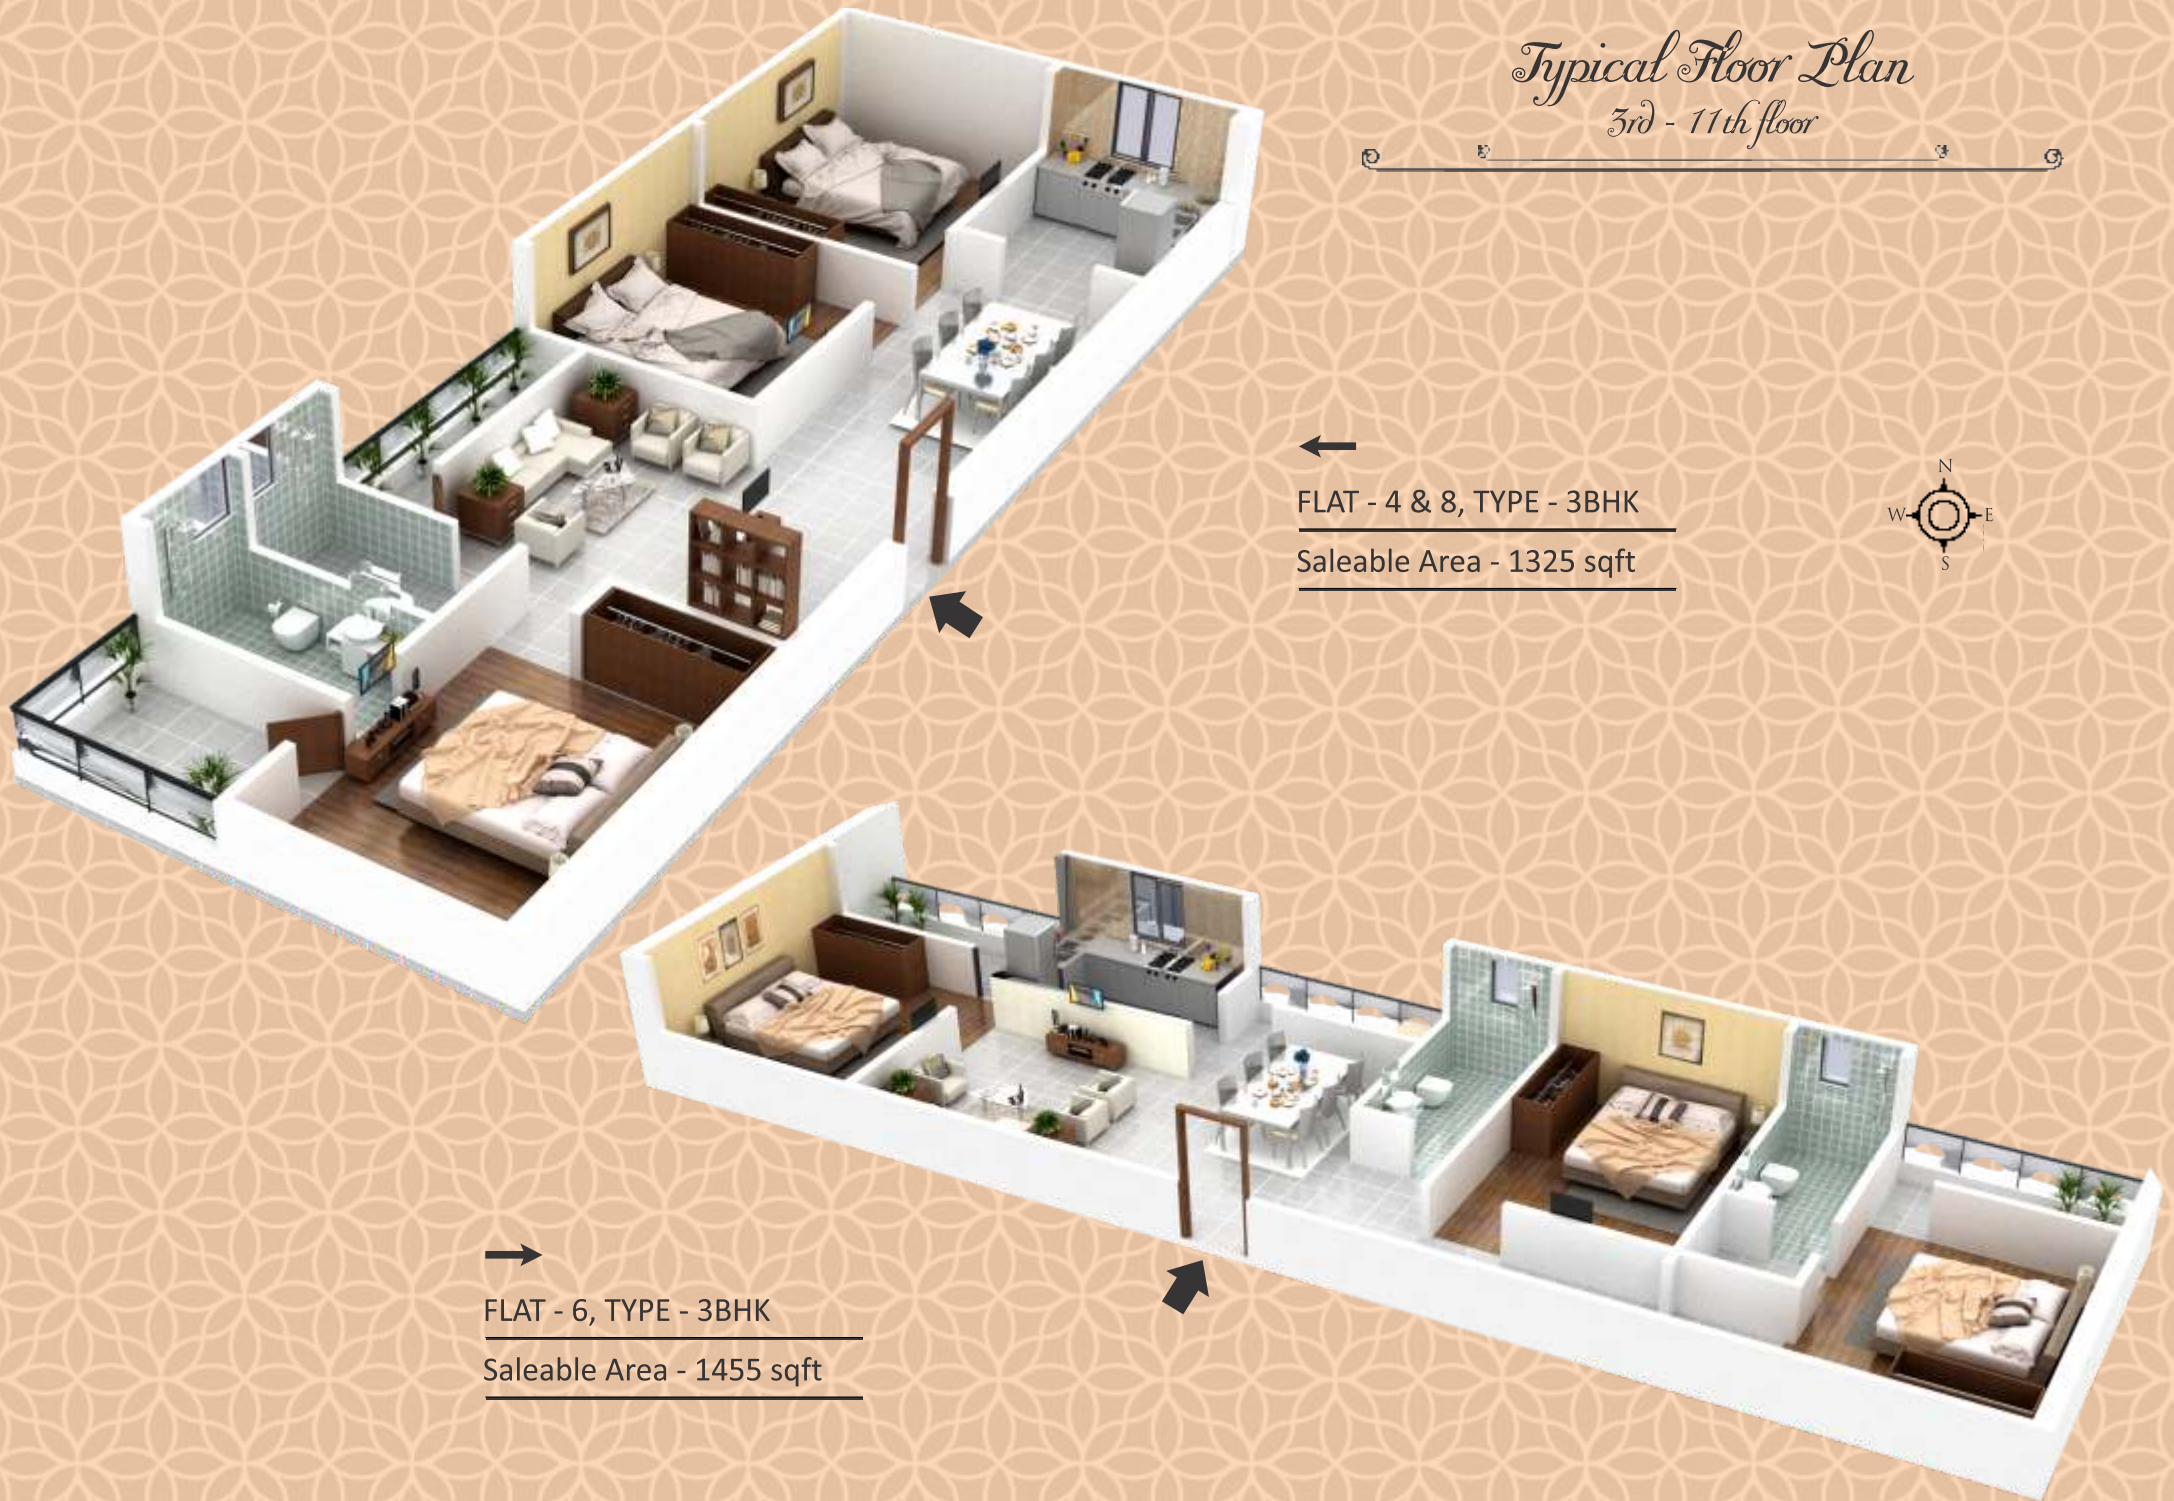 Typical Floor Plan
3rd - 11th floor
FLAT - 4 & 8, TYPE - 3BHK
Saleable Area - 1325 sqft
N
W E
S
FLAT - 6, TYPE - 3BHK
Saleable Area - 1455 sqft